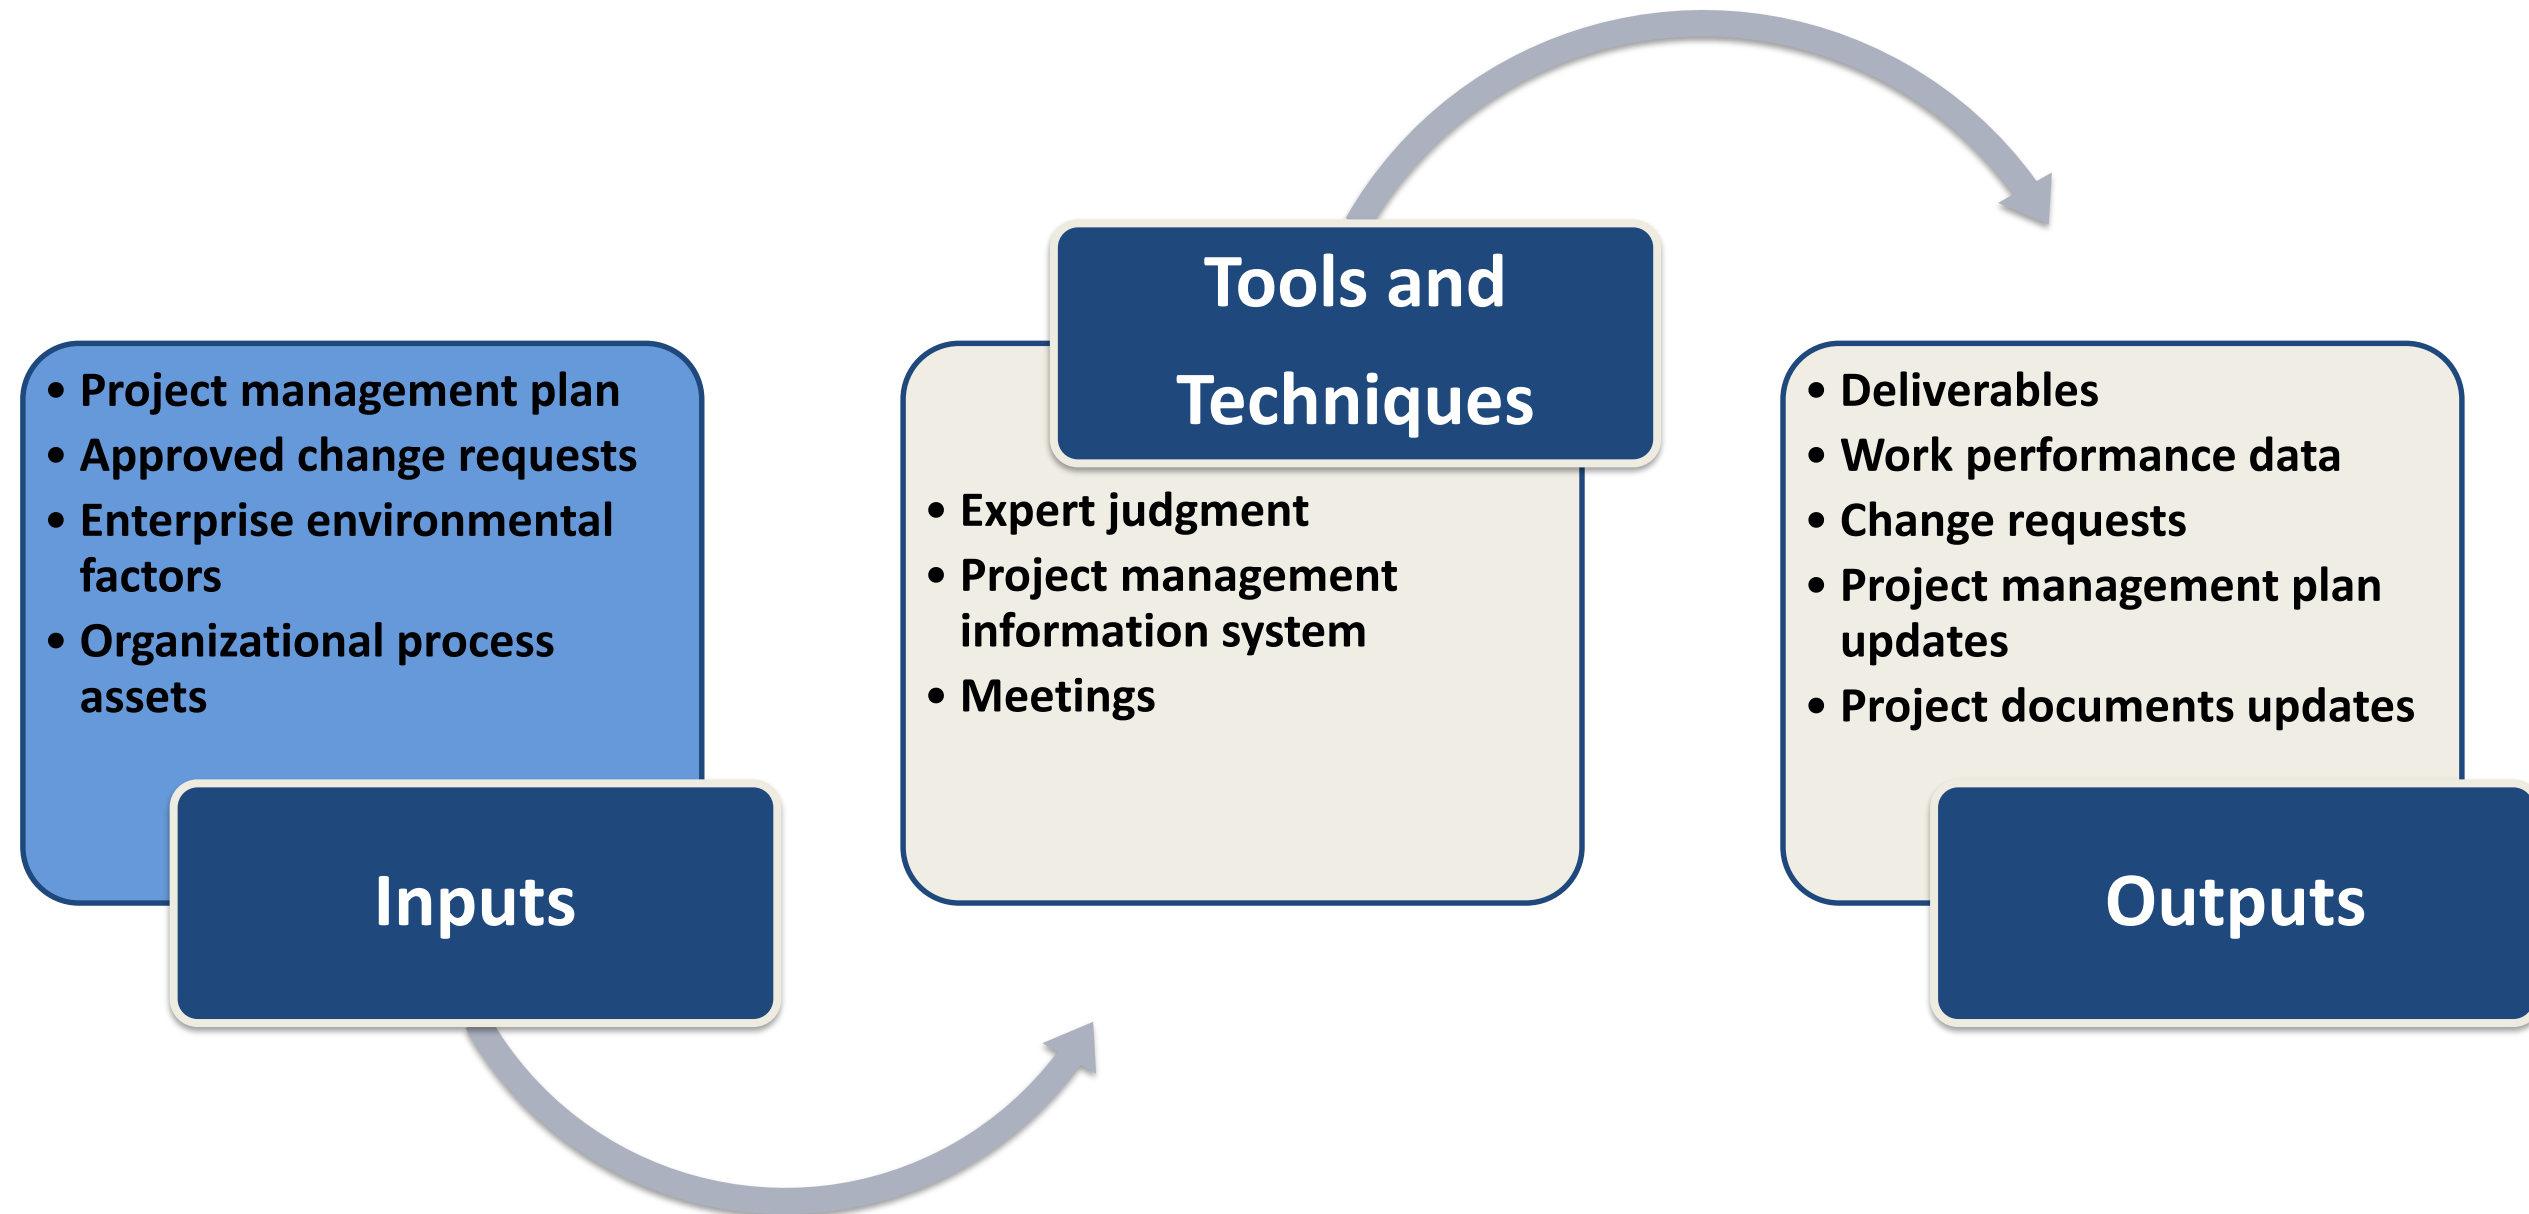 • Project management plan
• Approved change requests
• Enterprise environmental
factors
• Organizational process
assets
Inputs
Tools and
Techniques
• Expert judgment
• Project management
information system
• Meetings
• Deliverables
• Work performance data
• Change requests
• Project management plan
updates
• Project documents updates
Outputs